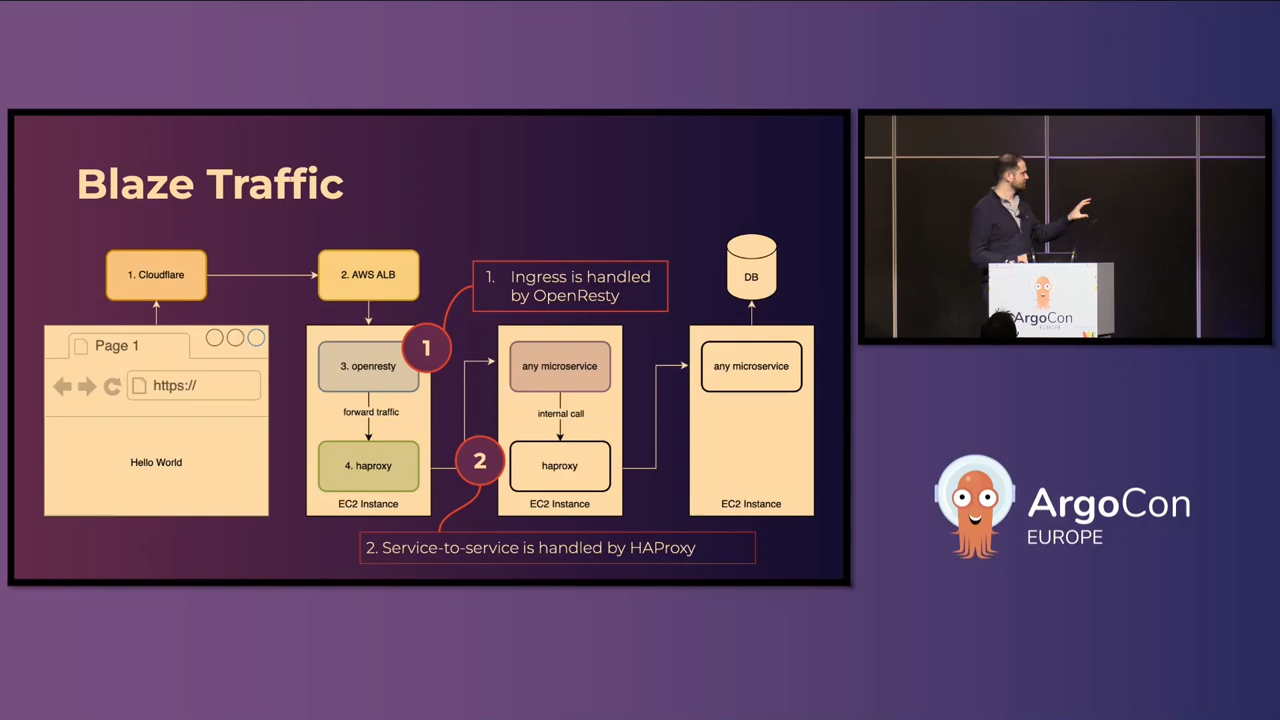 Blaze Traffic
1. Cloudflare
2. AWS ALB
1. Ingress is handled
by OpenResty
DB
Page 1
https://
Hello World
1
3. openresty
forward traffic
4. haproxy
EC2 Instance
2
any microservice
internal call
haproxy
EC2 Instance
any microservice
EC2 Instance
2. Service-to-service is handled by HAProxy
ArgoCon
EUROPE
ArgoCon
EUROPE